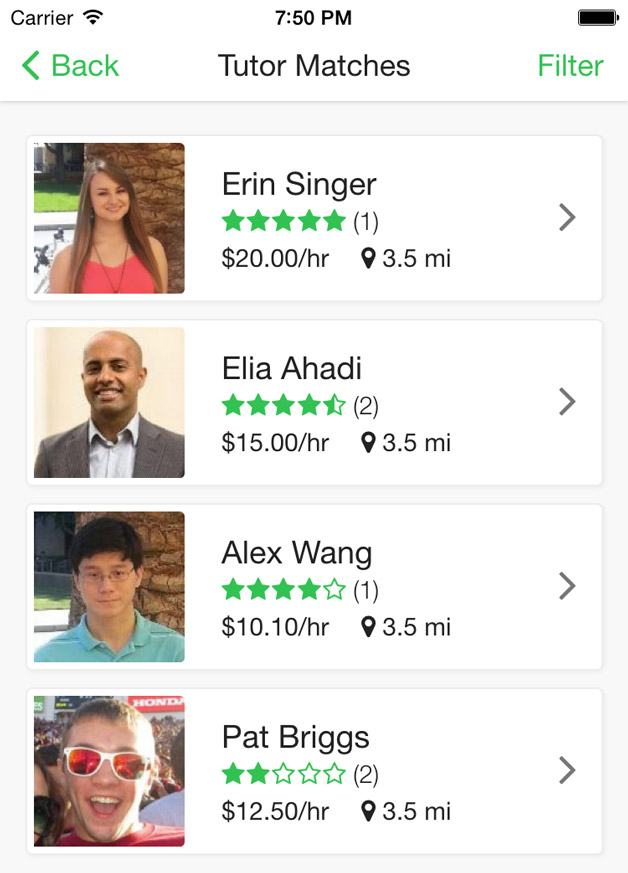 Carrier 7:50 PM
Back Tutor Matches Filter
Erin Singer
(1)
$20.00/hr 3.5 mi
Elia Ahadi
(2)
$15.00/hr 3.5 mi
Alex Wang
(1)
$10.10/hr 3.5 mi
HONDA
Pat Briggs
(2)
$12.50/hr 3.5 mi